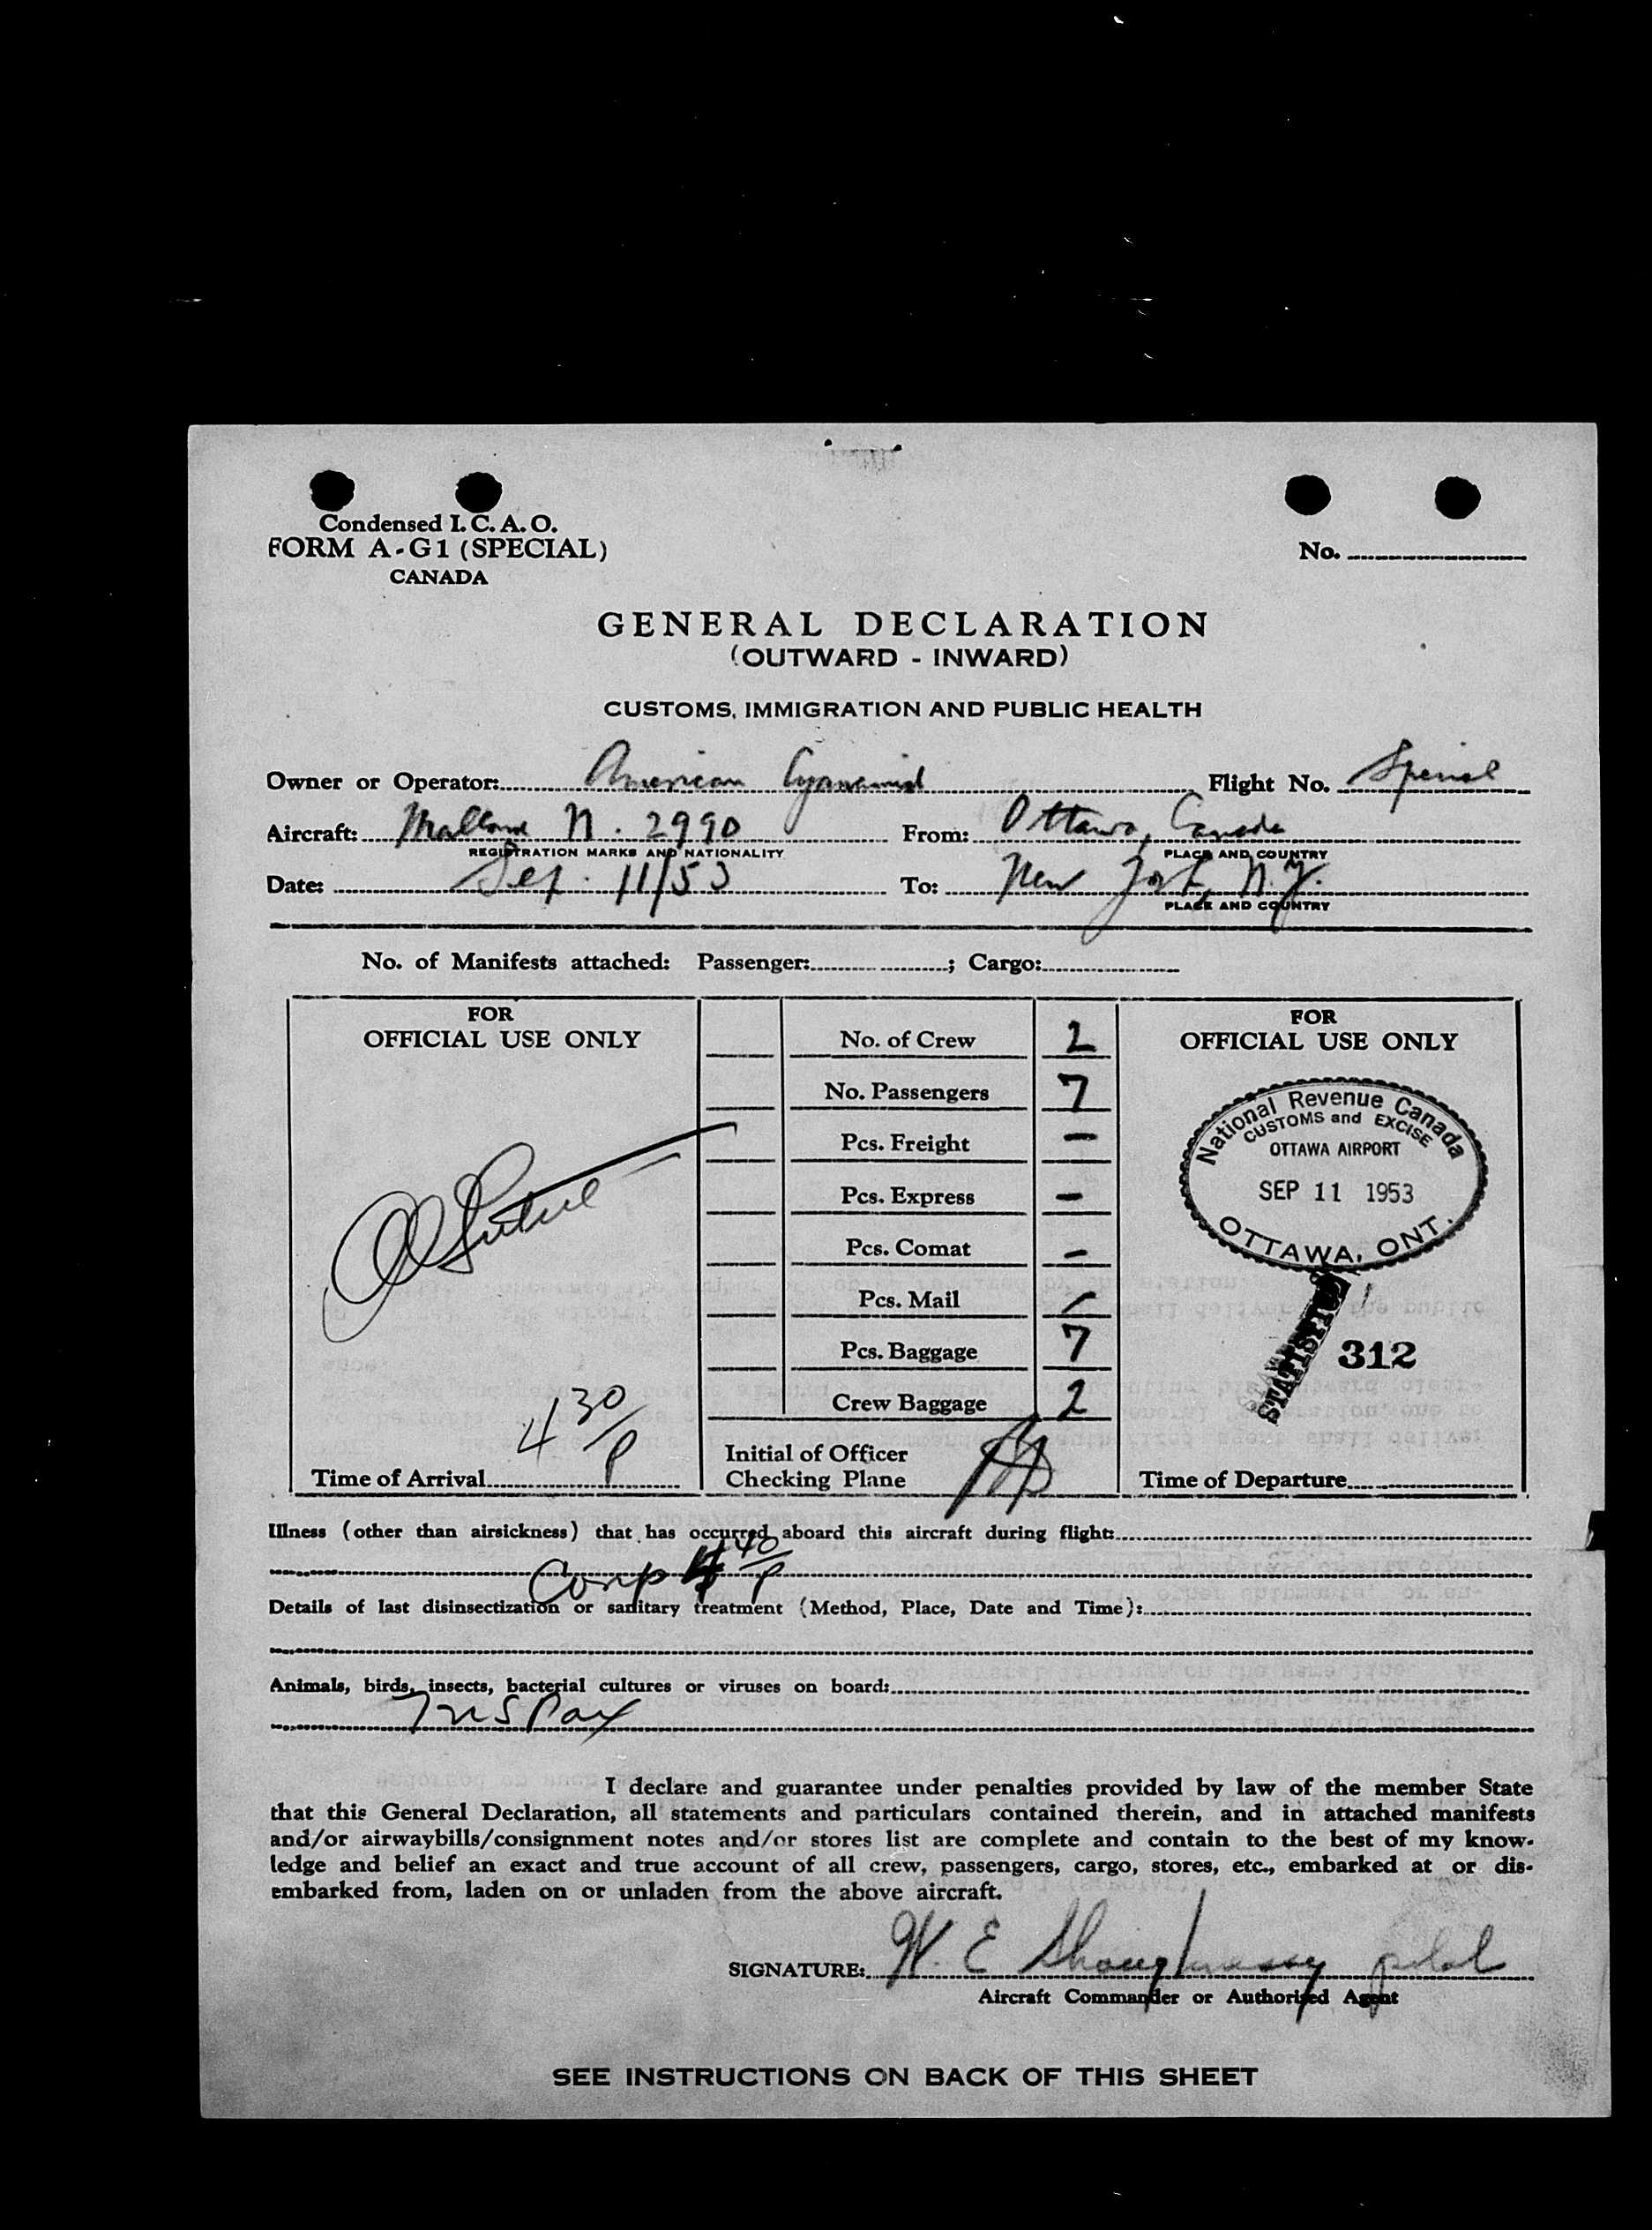 Condensed I.C.A.O.
FORM A-G1 (SPECIAL)
CANADA
No.
GENERAL DECLARATION
(OUTWARD - INWARD)
CUSTOMS, IMMIGRATION AND PUBLIC HEALTH
Owner or Operator: American Cyanamid Flight No. Special
Aircraft: Mallard N. 2990 From: Ottawa, Canada
REGISTRATION MARKS AND NATIONALITY PLACE AND COUNTRY
Date: Sep. 11/53 To: New York, N.Y.
PLACE AND COUNTRY
No. of Manifests attached: Passenger: ; Cargo:
FOR
OFFICIAL USE ONLY
430/P
Time of Arrival
No. of Crew 2
No. Passengers 7
Pcs. Freight -
Pcs. Express -
Pcs. Comat -
Pcs. Mail -
Pcs. Baggage 7
Crew Baggage 2
Initial of Officer
Checking Plane
FOR
OFFICIAL USE ONLY
National Revenue Canada
CUSTOMS and EXCISE
OTTAWA AIRPORT
SEP 11 1953
OTTAWA, ONT.
312
Time of Departure
Illness (other than airsickness) that has occurred aboard this aircraft during flight:
Comp 440/P
Details of last disinsectization or sanitary treatment (Method, Place, Date and Time):
Animals, birds, insects, bacterial cultures or viruses on board:
7 US Pax
I declare and guarantee under penalties provided by law of the member State
that this General Declaration, all statements and particulars contained therein, and in attached manifests
and/or airwaybills/consignment notes and/or stores list are complete and contain to the best of my know-
ledge and belief an exact and true account of all crew, passengers, cargo, stores, etc., embarked at or dis-
embarked from, laden on or unladen from the above aircraft.
SIGNATURE: W. E Shaughnessy pilot
Aircraft Commander or Authorised Agent
SEE INSTRUCTIONS ON BACK OF THIS SHEET